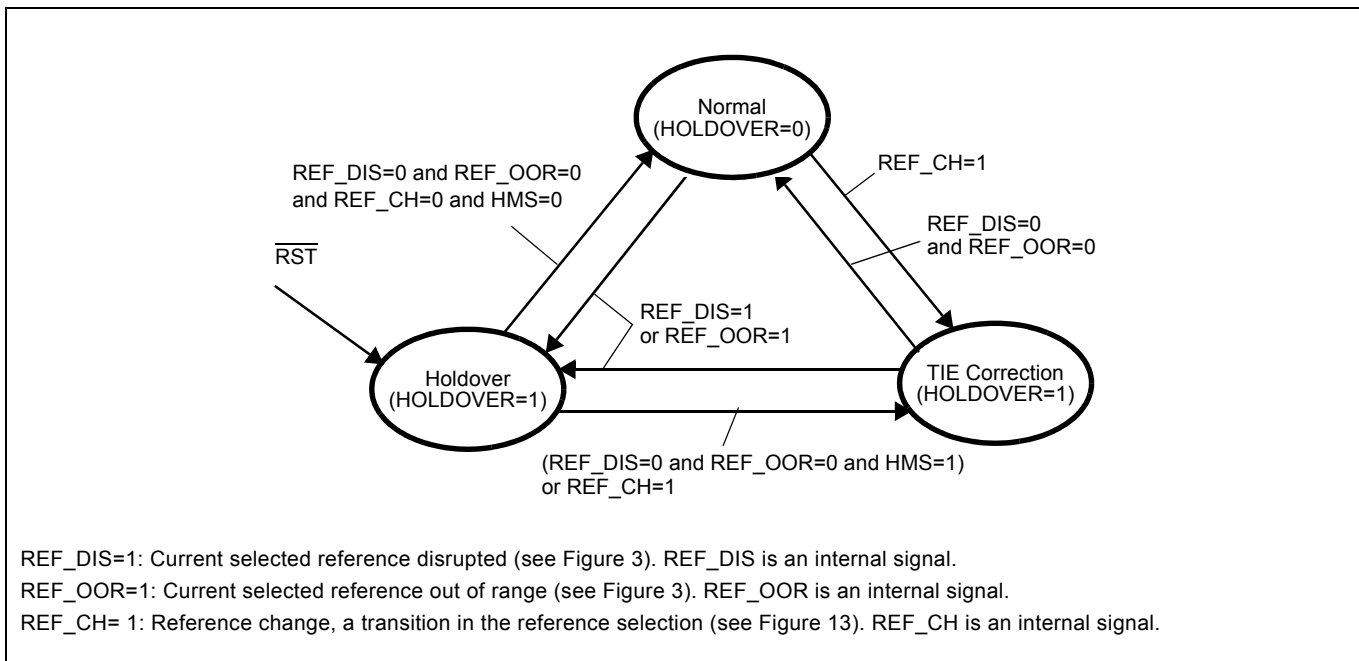 Normal
(HOLDOVER=0)
REF_DIS=0 and REF_OOR=0
and REF_CH=0 and HMS=0
REF_CH=1
REF_DIS=0
and REF_OOR=0
RST
REF_DIS=1
or REF_OOR=1
Holdover
(HOLDOVER=1)
TIE Correction
(HOLDOVER=1)
(REF_DIS=0 and REF_OOR=0 and HMS=1)
or REF_CH=1
REF_DIS=1: Current selected reference disrupted (see Figure 3). REF_DIS is an internal signal.
REF_OOR=1: Current selected reference out of range (see Figure 3). REF_OOR is an internal signal.
REF_CH= 1: Reference change, a transition in the reference selection (see Figure 13). REF_CH is an internal signal.